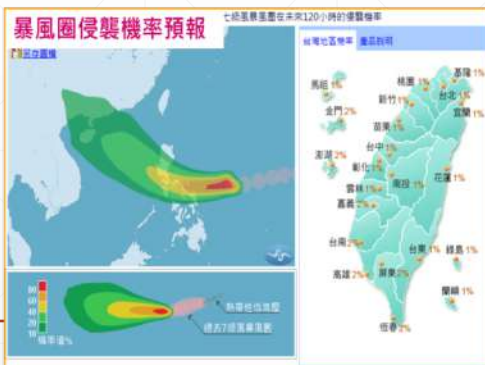 暴風圈侵襲機率預報
七級風暴風圈在未來120小時的侵襲機率
另存圖檔
台灣地區機率 產品說明
馬祖 1%
基隆 1%
桃園 1%
台北 1%
新竹 1%
宜蘭 1%
金門 2%
苗栗 1%
台中 1%
澎湖 2%
彰化 1%
花蓮 1%
南投 1%
雲林 1%
嘉義 2%
台南 2%
台東 1%
綠島 1%
高雄 2%
屏東 2%
蘭嶼 1%
恆春 2%
80
60
40
20
10
機率值%
熱帶性低氣壓
過去7級風暴風圈